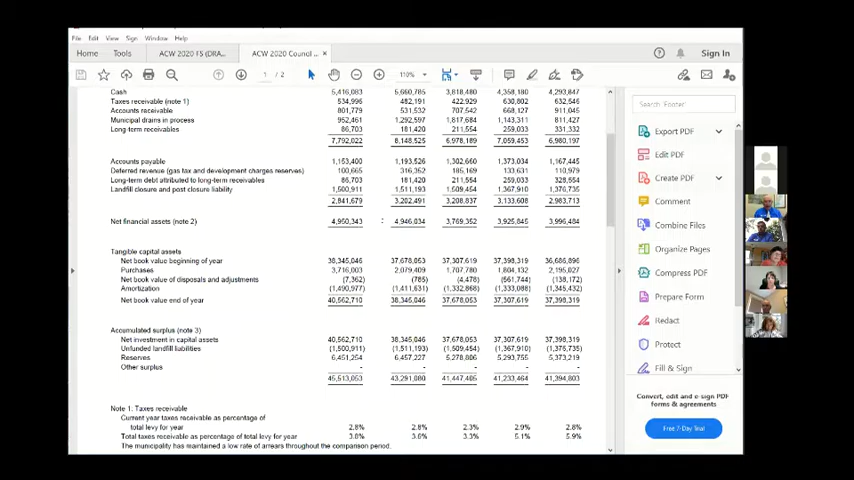 File Edit View Sign Window Help
Home Tools ACW 2020 FS (DRA... ACW 2020 Council ... × Sign In
1 / 2 110%
Cash 5,416,083 5,660,785 3,818,480 4,358,180 4,293,847
Taxes receivable (note 1) 534,996 482,191 422,929 630,802 632,546
Accounts receivable 801,779 531,532 707,542 668,127 911,045
Municipal drains in process 952,461 1,292,597 1,817,684 1,143,311 811,427
Long-term receivables 86,703 181,420 211,554 259,033 331,332
7,792,022 8,148,525 6,978,189 7,059,453 6,980,197
Accounts payable 1,153,400 1,193,526 1,302,660 1,373,034 1,167,445
Deferred revenue (gas tax and development charges reserves) 100,665 316,352 185,169 133,631 110,979
Long-term debt attributed to long-term receivables 86,703 181,420 211,554 259,033 328,554
Landfill closure and post closure liability 1,500,911 1,511,193 1,509,454 1,367,910 1,376,735
2,841,679 3,202,491 3,208,837 3,133,608 2,983,713
Net financial assets (note 2) 4,950,343 4,946,034 3,769,352 3,925,845 3,996,484
Tangible capital assets
Net book value beginning of year 38,345,046 37,678,053 37,307,619 37,398,319 36,686,896
Purchases 3,716,003 2,079,409 1,707,780 1,804,132 2,195,027
Net book value of disposals and adjustments (7,362) (785) (4,478) (561,744) (138,172)
Amortization (1,490,977) (1,411,631) (1,332,868) (1,333,088) (1,345,432)
Net book value end of year 40,562,710 38,345,046 37,678,053 37,307,619 37,398,319
Accumulated surplus (note 3)
Net investment in capital assets 40,562,710 38,345,046 37,678,053 37,307,619 37,398,319
Unfunded landfill liabilities (1,500,911) (1,511,193) (1,509,454) (1,367,910) (1,376,735)
Reserves 6,451,254 6,457,227 5,278,806 5,293,755 5,373,219
Other surplus - - - - -
45,513,053 43,291,080 41,447,405 41,233,464 41,394,803
Note 1: Taxes receivable
Current year taxes receivable as percentage of
total levy for year 2.8% 2.8% 2.3% 2.9% 2.8%
Total taxes receivable as percentage of total levy for year 3.0% 3.3% 5.1% 5.9%
The municipality has maintained a low rate of arrears throughout the comparison period.
Search 'Footer'
Export PDF
Edit PDF
Create PDF
Comment
Combine Files
Organize Pages
Compress PDF
Prepare Form
Redact
Protect
Fill & Sign
Convert, edit and e-sign PDF
forms & agreements
Free 7-Day Trial